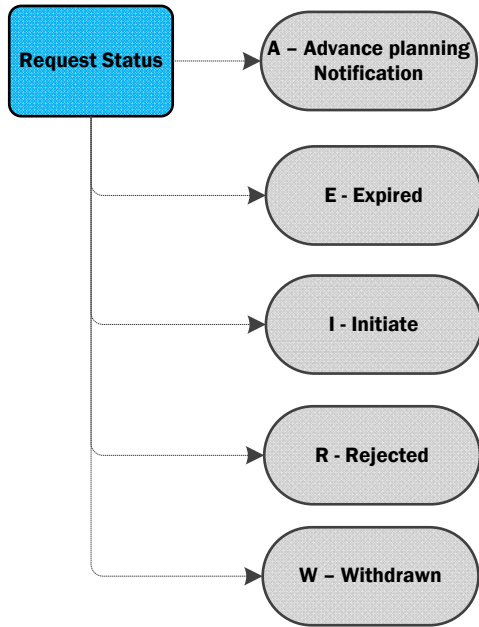 Request Status
A – Advance planning
Notification
E - Expired
I - Initiate
R - Rejected
W – Withdrawn